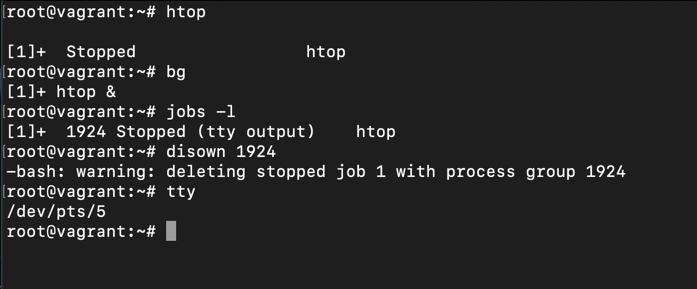 [root@vagrant:~# htop
[1]+  Stopped                 htop
[root@vagrant:~# bg
[1]+ htop &
[root@vagrant:~# jobs -l
[1]+  1924 Stopped (tty output)    htop
[root@vagrant:~# disown 1924
-bash: warning: deleting stopped job 1 with process group 1924
[root@vagrant:~# tty
/dev/pts/5
root@vagrant:~#